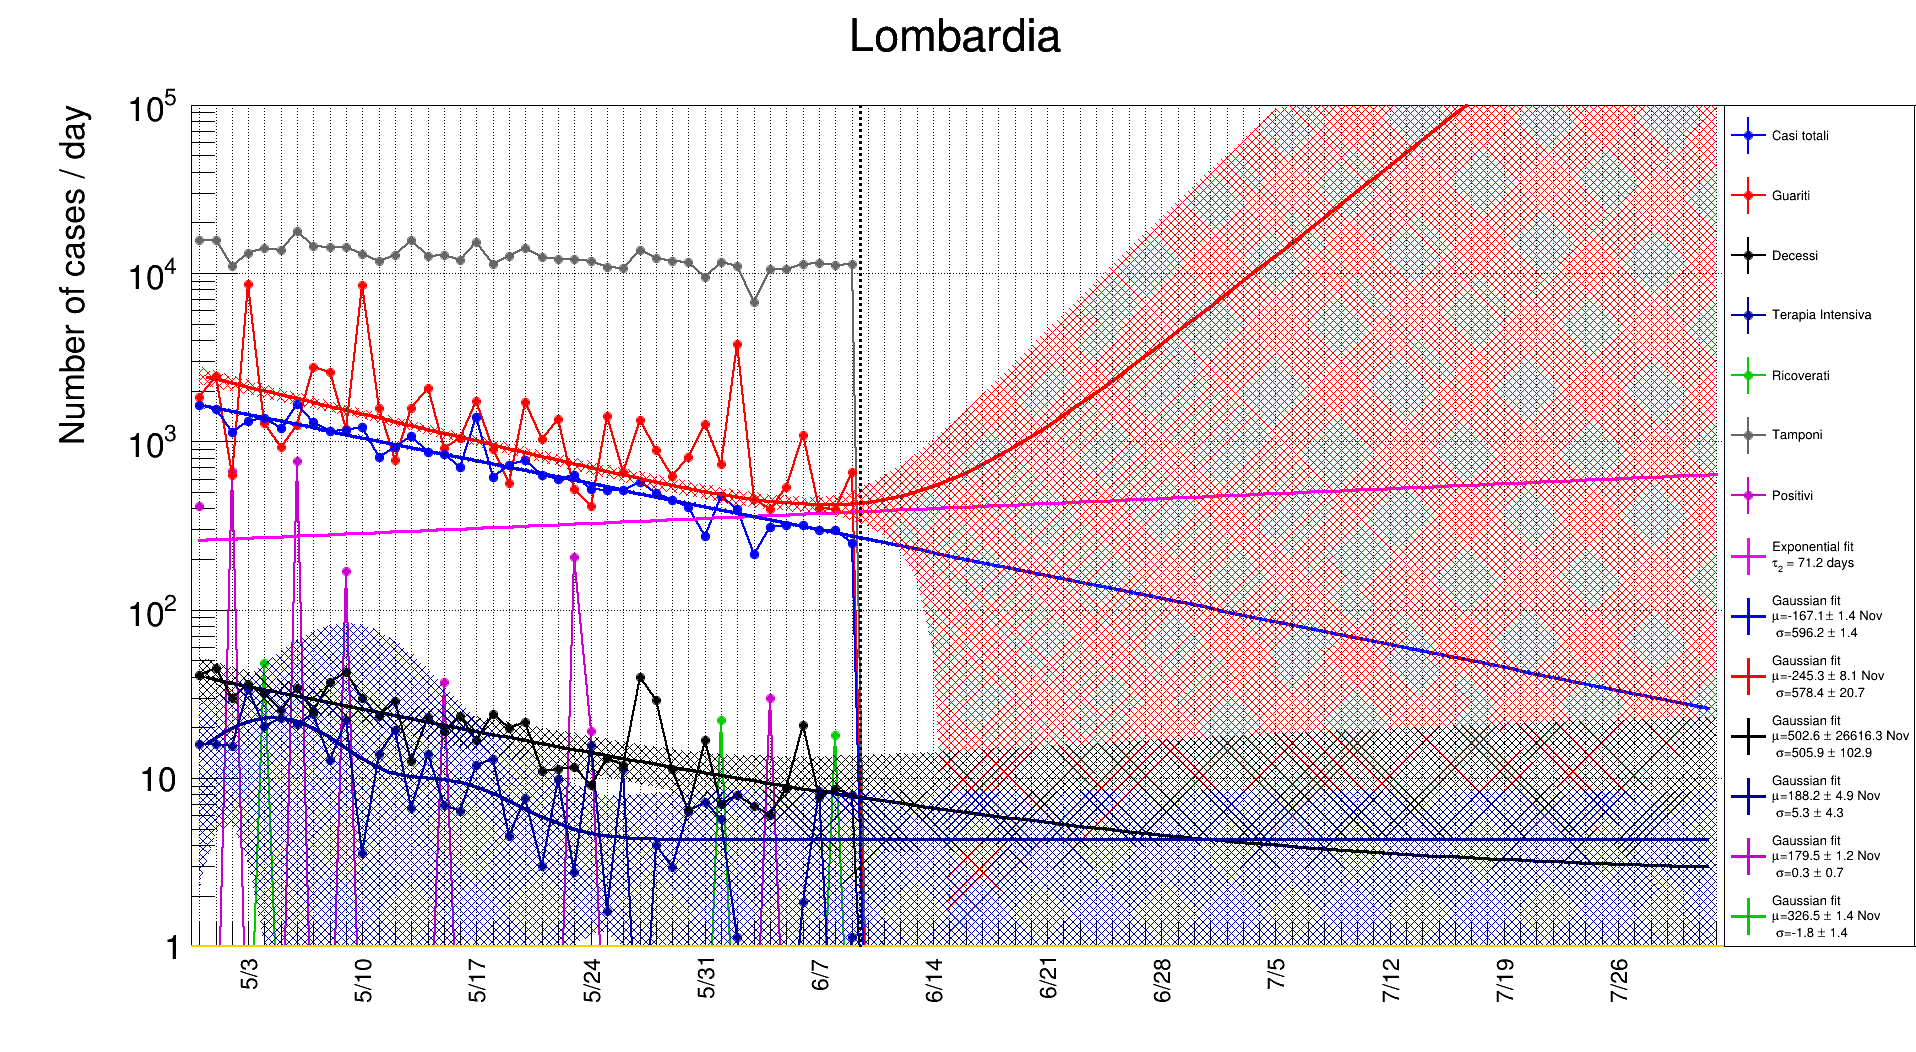 Lombardia
Number of cases / day
10^5
10^4
10^3
10^2
10
1
5/3
5/10
5/17
5/24
5/31
6/7
6/14
6/21
6/28
7/5
7/12
7/19
7/26
Casi totali
Guariti
Decessi
Terapia Intensiva
Ricoverati
Tamponi
Positivi
Exponential fit
τ₂ = 71.2 days
Gaussian fit
μ=-167.1 ± 1.4 Nov
σ=596.2 ± 1.4
Gaussian fit
μ=-245.3 ± 8.1 Nov
σ=578.4 ± 20.7
Gaussian fit
μ=502.6 ± 26616.3 Nov
σ=505.9 ± 102.9
Gaussian fit
μ=188.2 ± 4.9 Nov
σ=5.3 ± 4.3
Gaussian fit
μ=179.5 ± 1.2 Nov
σ=0.3 ± 0.7
Gaussian fit
μ=326.5 ± 1.4 Nov
σ=-1.8 ± 1.4